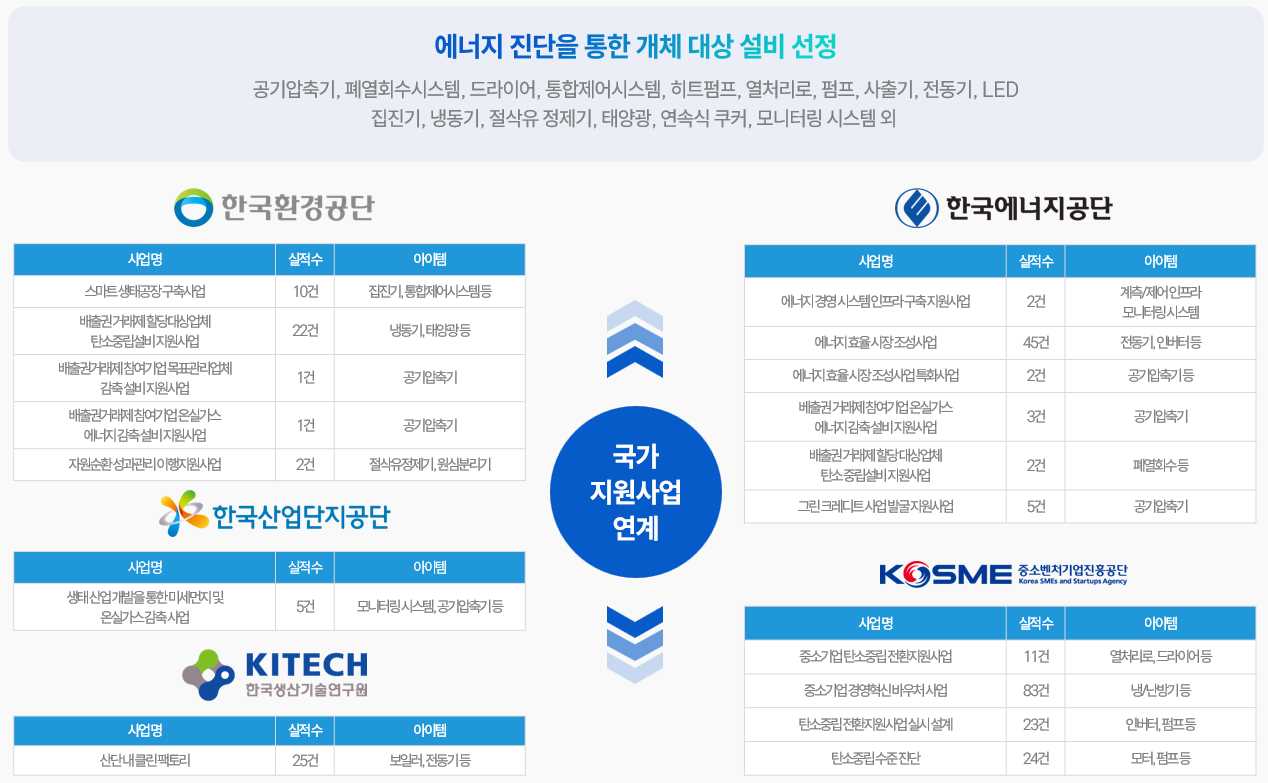 에너지 진단을 통한 개체 대상 설비 선정
공기압축기, 폐열회수시스템, 드라이어, 통합제어시스템, 히트펌프, 열처리로, 펌프, 사출기, 전동기, LED
집진기, 냉동기, 절삭유 정제기, 태양광, 연속식 쿠커, 모니터링 시스템 외
한국환경공단
사업명 실적수 아이템
스마트 생태공장 구축사업 10건 집진기, 통합제어시스템 등
배출권 거래제 할당대상업체
탄소중립설비 지원사업 22건 냉동기, 태양광 등
배출권거래제 참여기업 목표관리업체
감축 설비 지원사업 1건 공기압축기
배출권거래제 참여기업 온실가스
에너지 감축 설비 지원사업 1건 공기압축기
자원순환 성과관리 이행지원사업 2건 절삭유정제기, 원심분리기
한국산업단지공단
사업명 실적수 아이템
생태 산업 개발을 통한 미세먼지 및
온실가스 감축 사업 5건 모니터링 시스템, 공기압축기 등
KITECH
한국생산기술연구원
사업명 실적수 아이템
산단 내 클린 팩토리 25건 보일러, 전동기 등
국가
지원사업
연계
한국에너지공단
사업명 실적수 아이템
에너지 경영 시스템 인프라 구축 지원사업 2건 계측/제어 인프라
모니터링 시스템
에너지 효율 시장 조성사업 45건 전동기, 인버터 등
에너지 효율 시장 조성사업 특화사업 2건 공기압축기 등
베출권 거래제 참여기업 온실가스
에너지 감축 설비 지원사업 3건 공기압축기
배출권 거래제 할당 대상업체
탄소 중립설비 지원사업 2건 폐열회수 등
그린 크레디트 사업 발굴 지원사업 5건 공기압축기
KOSME 중소벤처기업진흥공단
Korea SMEs and Startups Agency
사업명 실적수 아이템
중소기업 탄소중립 전환지원사업 11건 열처리로, 드라이어 등
중소기업 경영혁신 바우처 사업 83건 냉/난방기 등
탄소중립 전환지원사업 실시 설계 23건 인버터, 펌프 등
탄소중립 수준 진단 24건 모터, 펌프 등